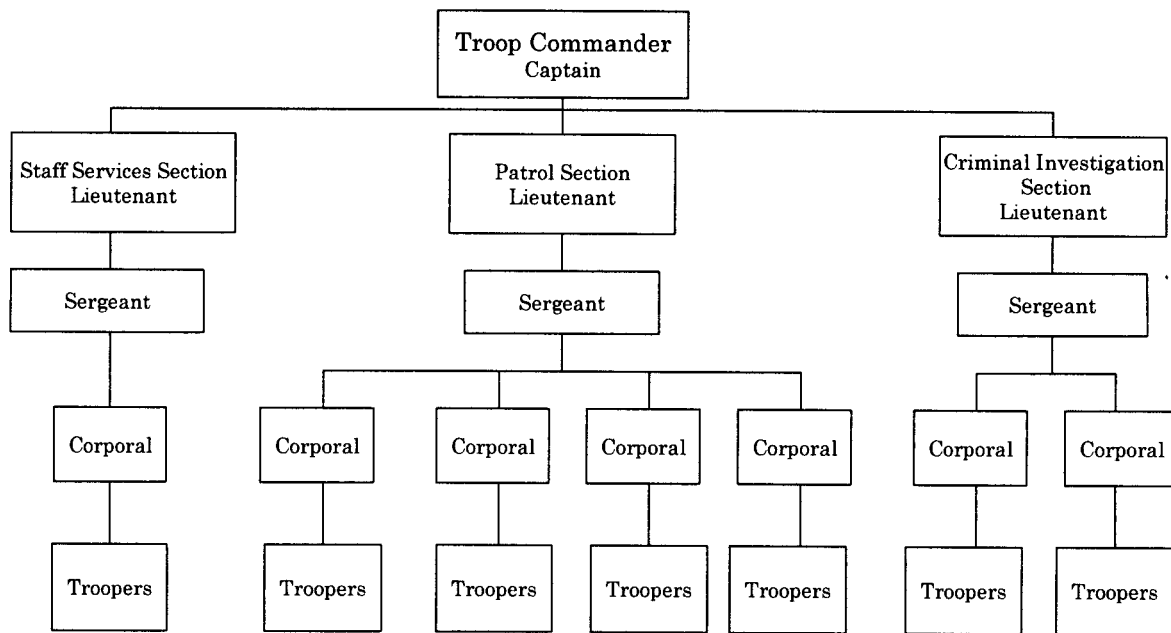 Troop Commander
Captain
Staff Services Section
Lieutenant
Patrol Section
Lieutenant
Criminal Investigation
Section
Lieutenant
Sergeant
Sergeant
Sergeant
Corporal
Corporal
Corporal
Corporal
Corporal
Corporal
Corporal
Troopers
Troopers
Troopers
Troopers
Troopers
Troopers
Troopers